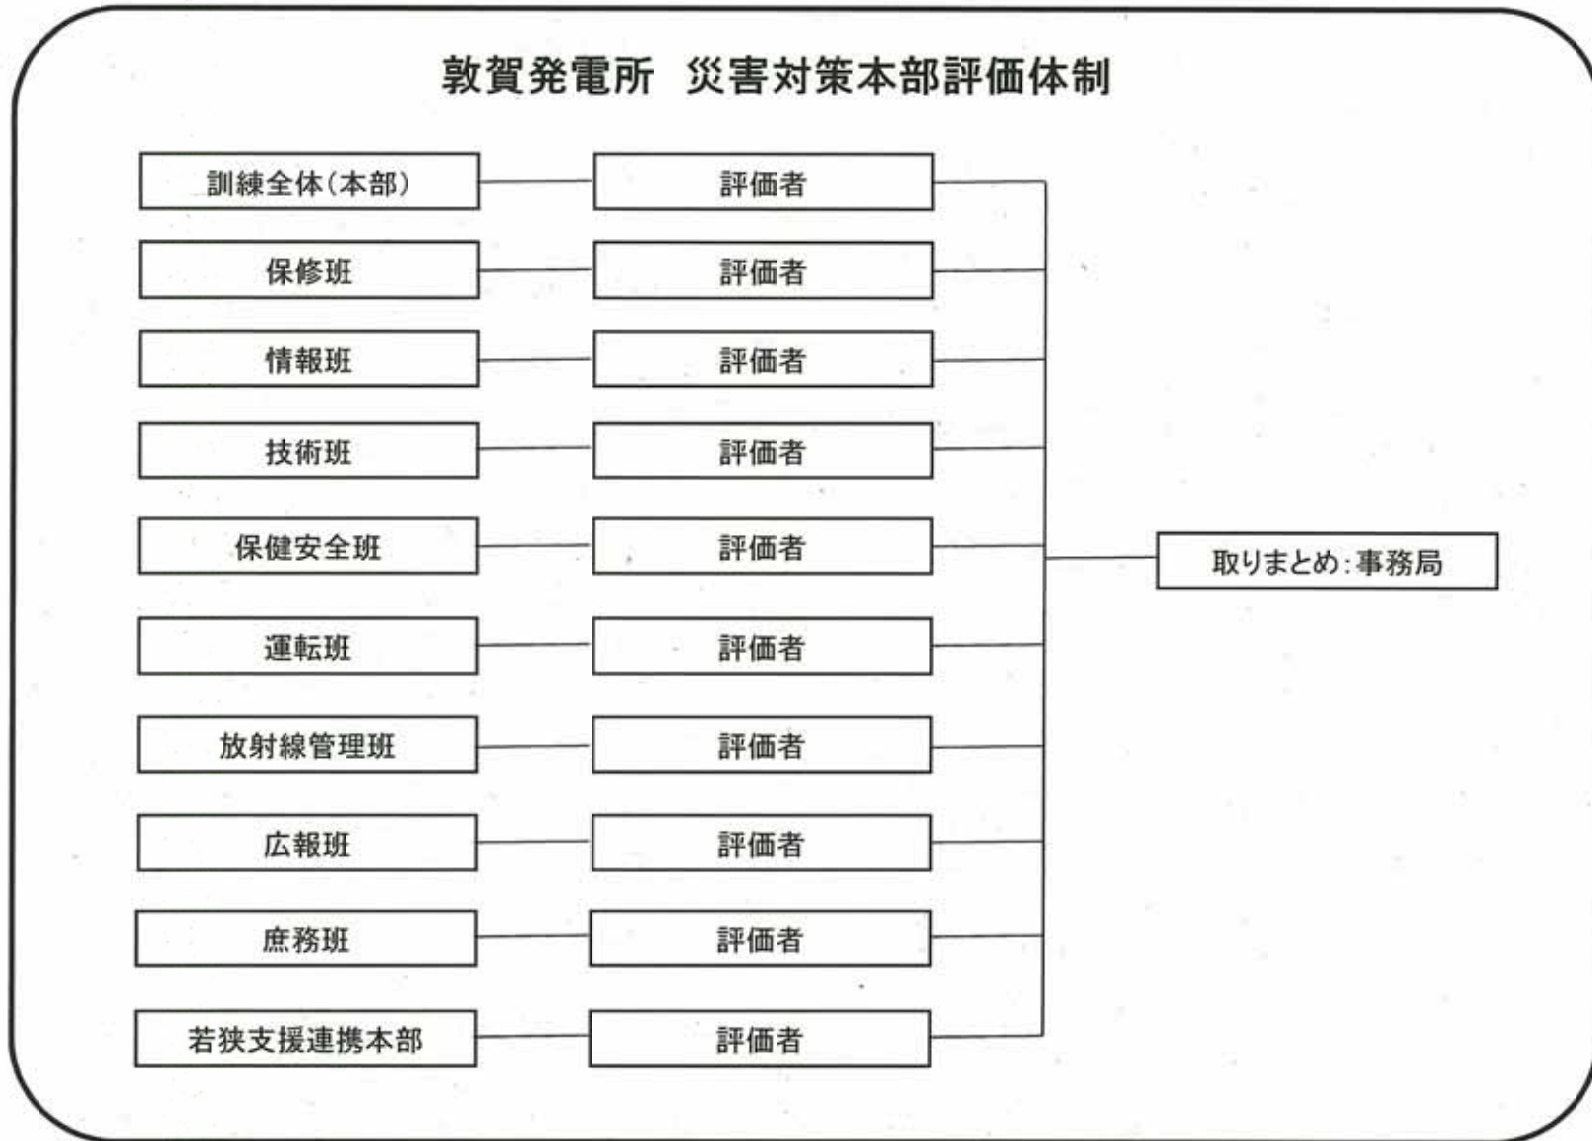 敦賀発電所 災害対策本部評価体制
訓練全体(本部) 評価者
保修班 評価者
情報班 評価者
技術班 評価者
保健安全班 評価者
取りまとめ:事務局
運転班 評価者
放射線管理班 評価者
広報班 評価者
庶務班 評価者
若狭支援連携本部 評価者